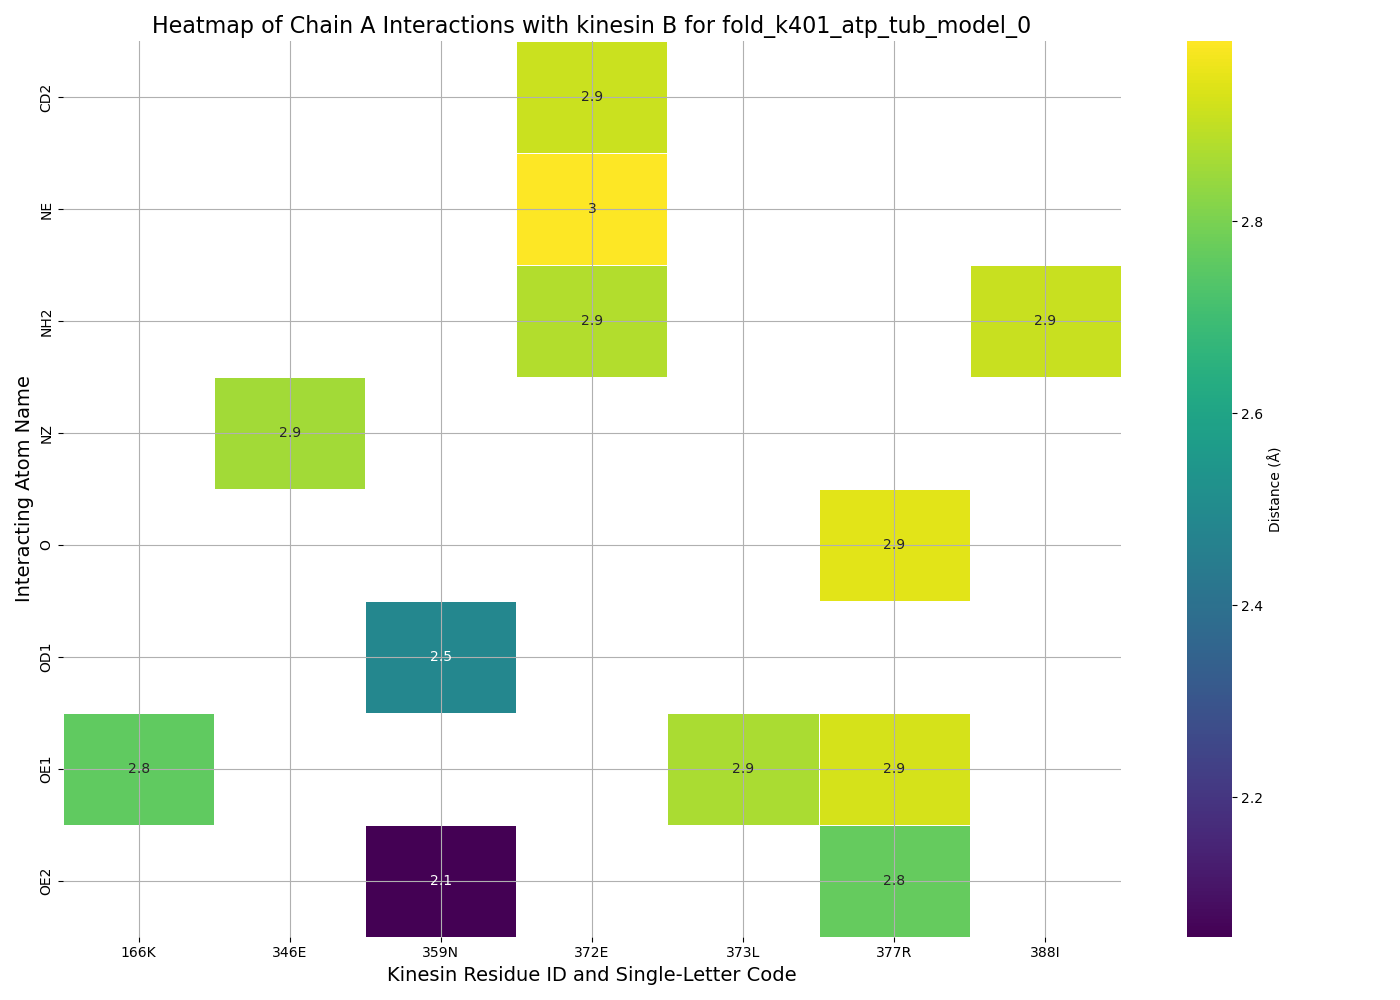 Heatmap of Chain A Interactions with kinesin B for fold_k401_atp_tub_model_0
Interacting Atom Name
CD2
NE
NH2
NZ
O
OD1
OE1
OE2
2.9
3
2.9
2.9
2.9
2.9
2.5
2.8
2.9
2.9
2.1
2.8
166K
346E
359N
372E
373L
377R
388I
Kinesin Residue ID and Single-Letter Code
2.8
2.6
2.4
2.2
Distance (Å)